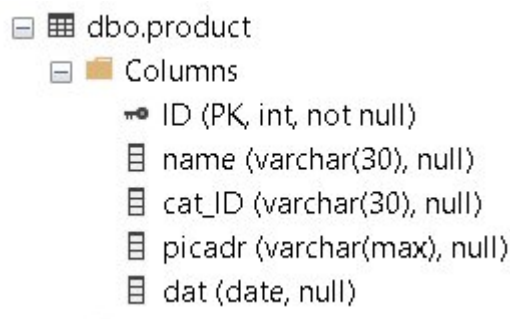 dbo.product
Columns
ID (PK, int, not null)
name (varchar(30), null)
cat_ID (varchar(30), null)
picadr (varchar(max), null)
dat (date, null)